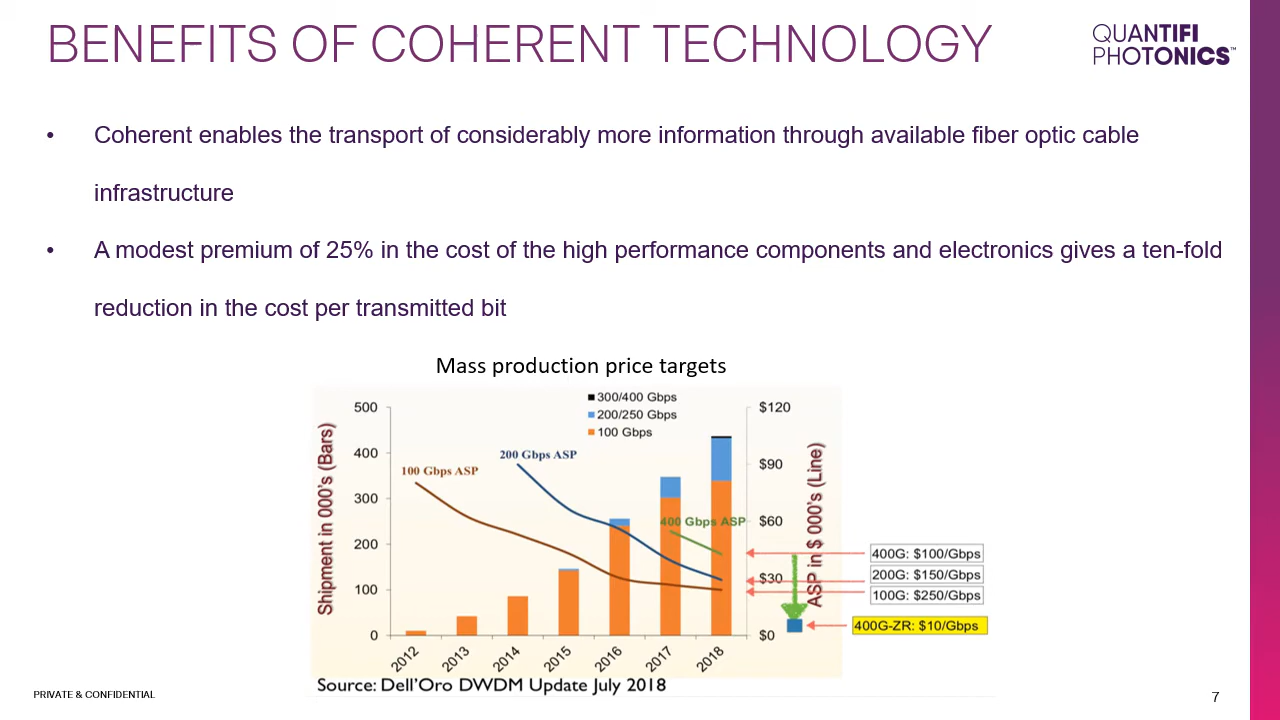 BENEFITS OF COHERENT TECHNOLOGY
QUANTIFI
PHOTONICS™
• Coherent enables the transport of considerably more information through available fiber optic cable
infrastructure
• A modest premium of 25% in the cost of the high performance components and electronics gives a ten-fold
reduction in the cost per transmitted bit
Mass production price targets
300/400 Gbps
200/250 Gbps
100 Gbps
Shipment in 000's (Bars)
500
400
300
200
100
0
100 Gbps ASP
200 Gbps ASP
400 Gbps ASP
$120
$90
$60
$30
$0
ASP in $ 000's (Line)
400G: $100/Gbps
200G: $150/Gbps
100G: $250/Gbps
400G-ZR: $10/Gbps
2012 2013 2014 2015 2016 2017 2018
Source: Dell'Oro DWDM Update July 2018
PRIVATE & CONFIDENTIAL
7